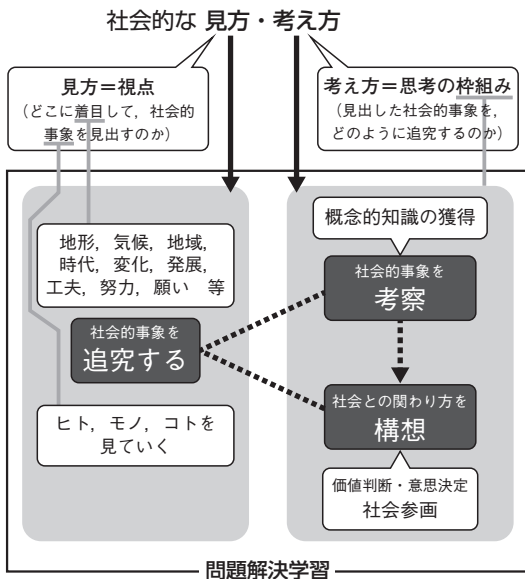 社会的な 見方・考え方
見方＝視点
（どこに着目して，社会的
事象を見出すのか）
考え方＝思考の枠組み
（見出した社会的事象を，
どのように追究するのか）
地形，気候，地域，
時代，変化，発展，
工夫，努力，願い 等
社会的事象を
追究する
ヒト，モノ，コトを
見ていく
概念的知識の獲得
社会的事象を
考察
社会との関わり方を
構想
価値判断・意思決定
社会参画
問題解決学習